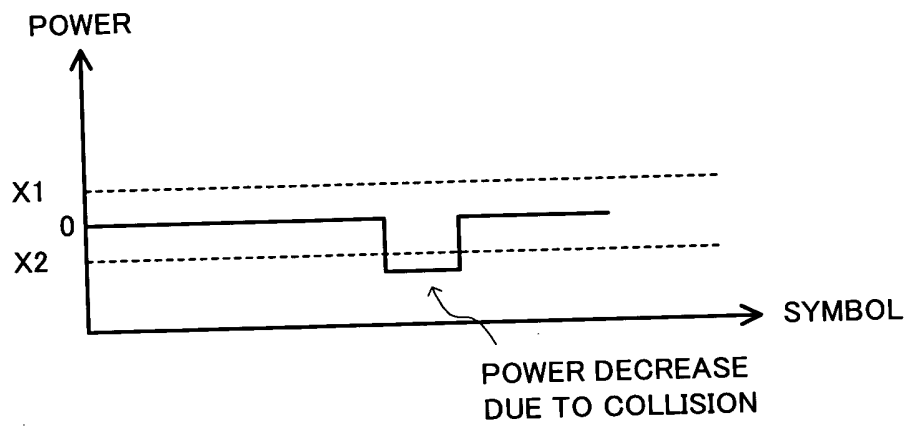 POWER
X1
0
X2
SYMBOL
POWER DECREASE
DUE TO COLLISION